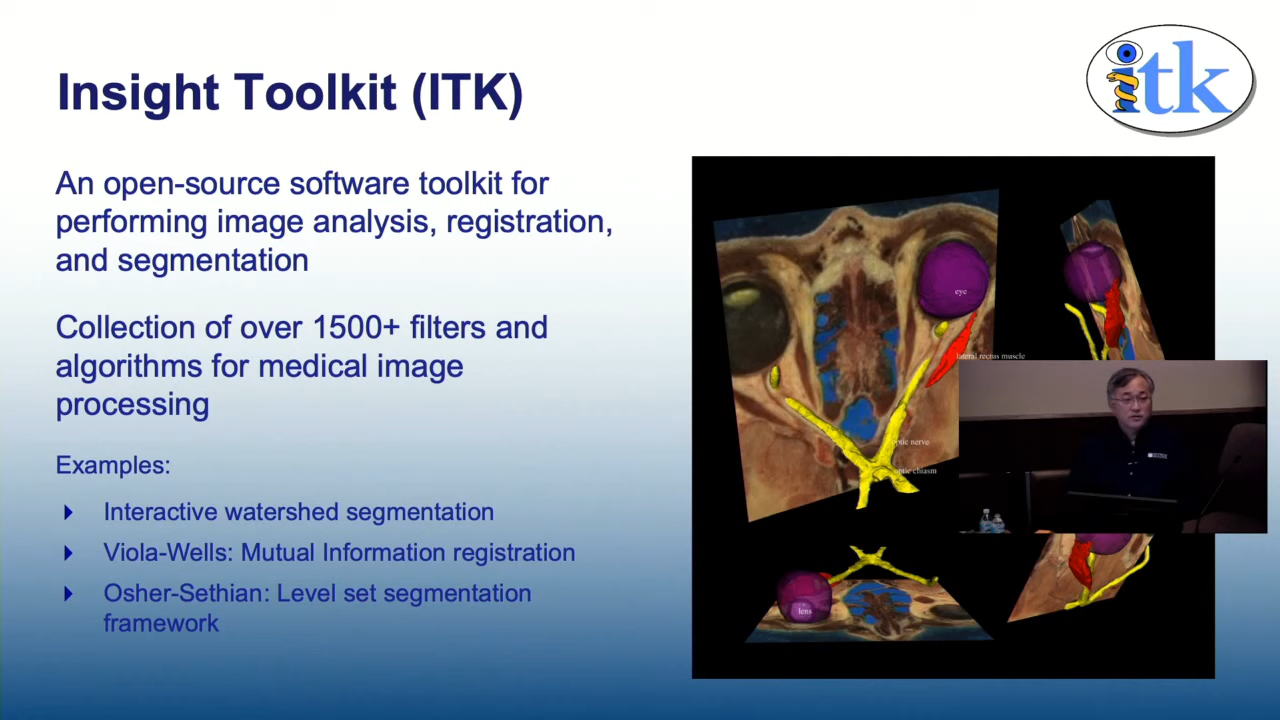 Insight Toolkit (ITK)
itk
An open-source software toolkit for
performing image analysis, registration,
and segmentation
Collection of over 1500+ filters and
algorithms for medical image
processing
Examples:
Interactive watershed segmentation
Viola-Wells: Mutual Information registration
Osher-Sethian: Level set segmentation
framework
eye
lateral rectus muscle
optic nerve
optic chiasm
lens